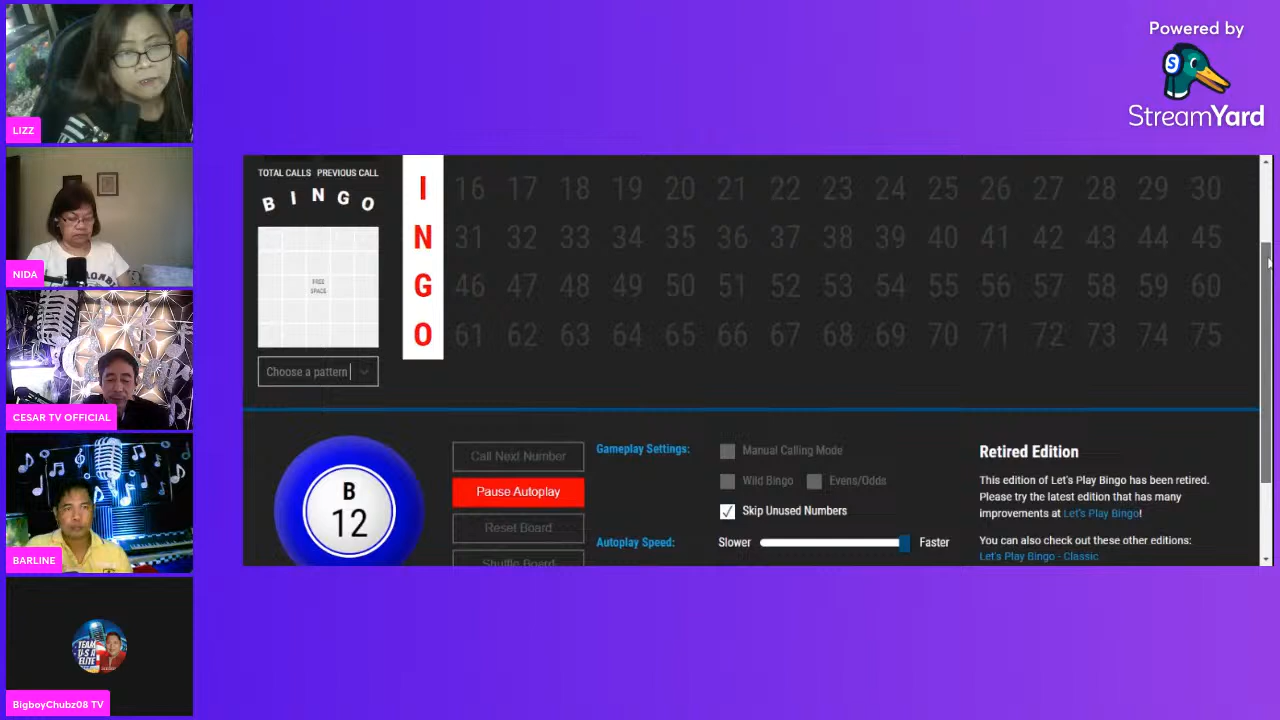 LIZZ
NIDA
CESAR TV OFFICIAL
BARLINE
TEAM
U S A
ELITE
BigboyChubz08 TV
Powered by
S
StreamYard
TOTAL CALLS PREVIOUS CALL
B I N G O
FREE
SPACE
Choose a pattern
I 16 17 18 19 20 21 22 23 24 25 26 27 28 29 30
N 31 32 33 34 35 36 37 38 39 40 41 42 43 44 45
G 46 47 48 49 50 51 52 53 54 55 56 57 58 59 60
O 61 62 63 64 65 66 67 68 69 70 71 72 73 74 75
B
12
Call Next Number
Pause Autoplay
Reset Board
Shuffle Board
Gameplay Settings:
Manual Calling Mode
Wild Bingo Evens/Odds
Skip Unused Numbers
Autoplay Speed: Slower Faster
Retired Edition
This edition of Let's Play Bingo has been retired.
Please try the latest edition that has many
improvements at Let's Play Bingo!
You can also check out these other editions:
Let's Play Bingo - Classic